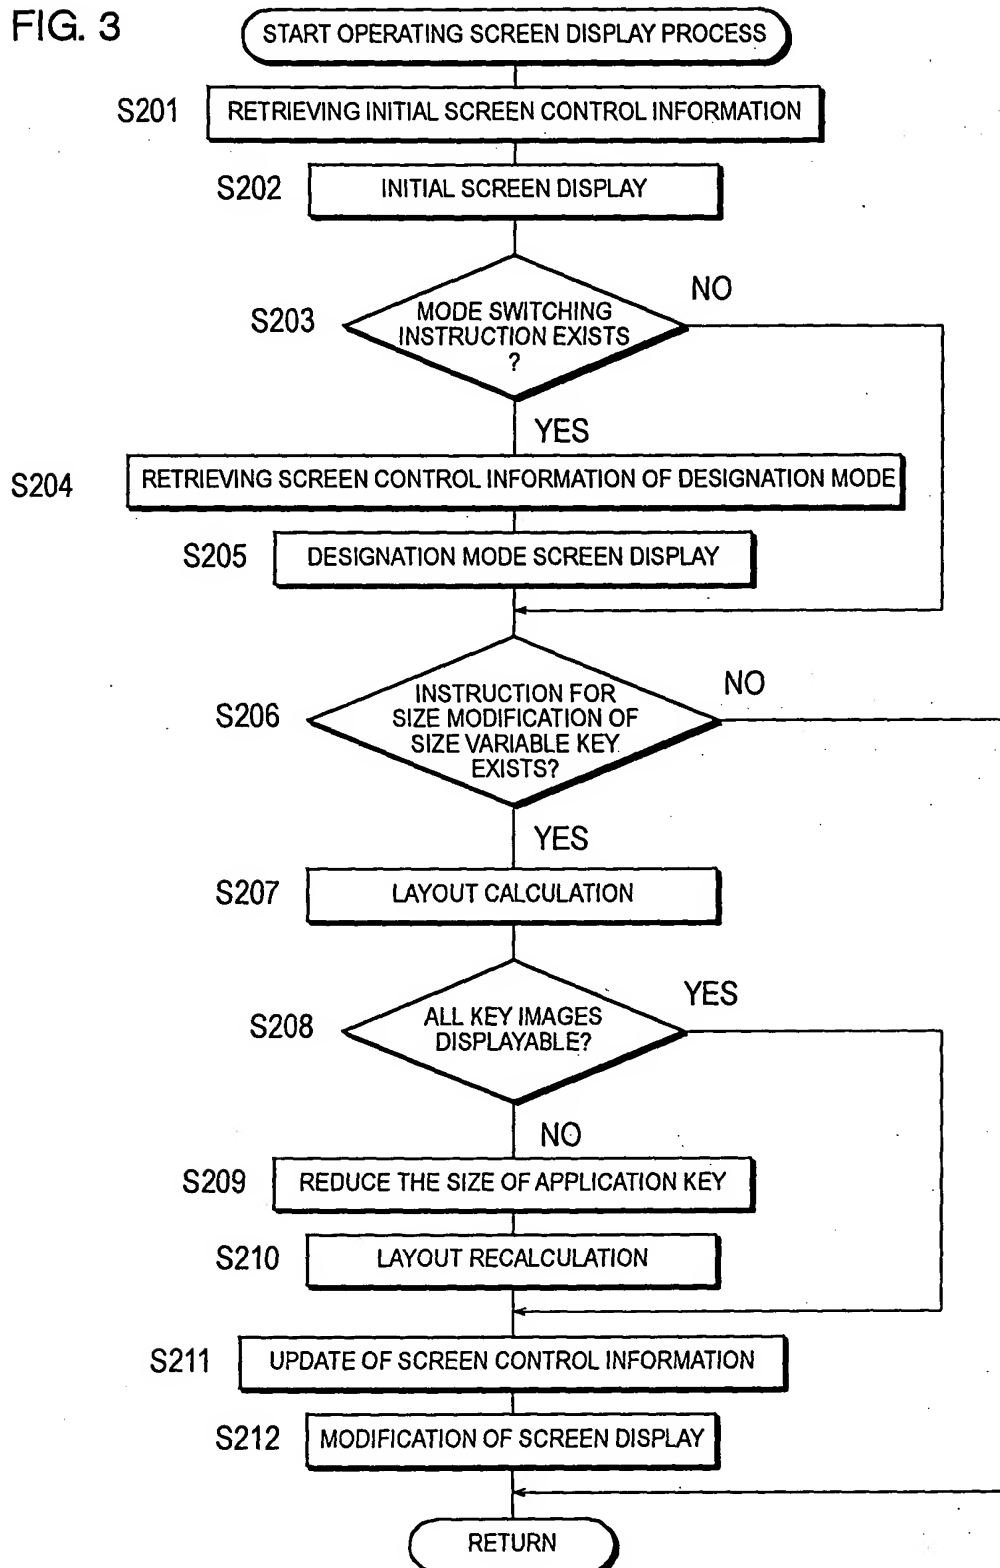 FIG. 3
START OPERATING SCREEN DISPLAY PROCESS
S201
RETRIEVING INITIAL SCREEN CONTROL INFORMATION
S202
INITIAL SCREEN DISPLAY
S203
MODE SWITCHING
INSTRUCTION EXISTS
?
NO
YES
S204
RETRIEVING SCREEN CONTROL INFORMATION OF DESIGNATION MODE
S205
DESIGNATION MODE SCREEN DISPLAY
S206
INSTRUCTION FOR
SIZE MODIFICATION OF
SIZE VARIABLE KEY
EXISTS?
NO
YES
S207
LAYOUT CALCULATION
S208
ALL KEY IMAGES
DISPLAYABLE?
YES
NO
S209
REDUCE THE SIZE OF APPLICATION KEY
S210
LAYOUT RECALCULATION
S211
UPDATE OF SCREEN CONTROL INFORMATION
S212
MODIFICATION OF SCREEN DISPLAY
RETURN